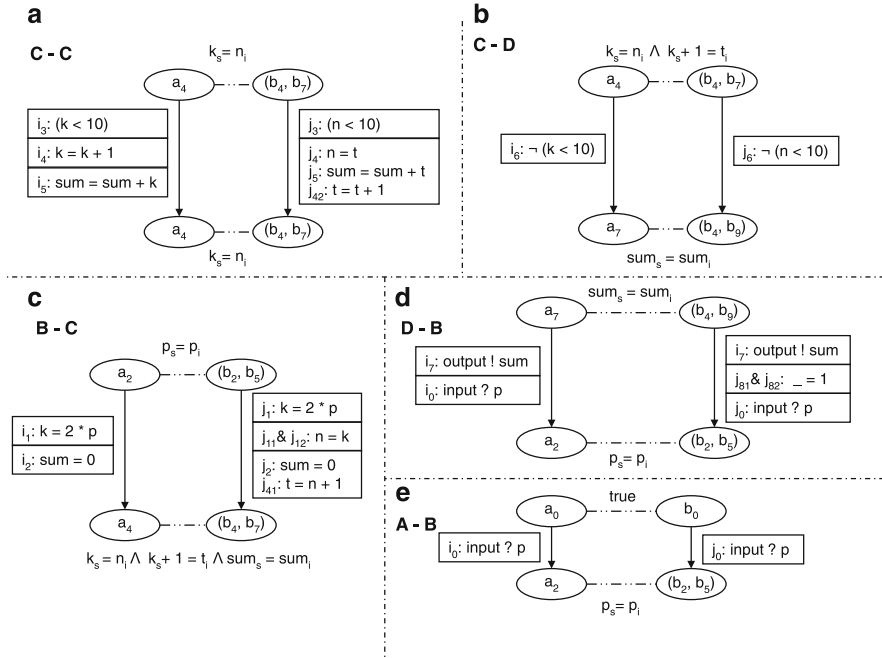 a
C - C
k_s = n_i
a_4
(b_4, b_7)
i_3: (k < 10)
i_4: k = k + 1
i_5: sum = sum + k
j_3: (n < 10)
j_4: n = t
j_5: sum = sum + t
j_42: t = t + 1
a_4
(b_4, b_7)
k_s = n_i
b
C - D
k_s = n_i Λ k_s + 1 = t_i
a_4
(b_4, b_7)
i_6: ¬ (k < 10)
j_6: ¬ (n < 10)
a_7
(b_4, b_9)
sum_s = sum_i
c
B - C
p_s = p_i
a_2
(b_2, b_5)
i_1: k = 2 * p
i_2: sum = 0
j_1: k = 2 * p
j_11 & j_12: n = k
j_2: sum = 0
j_41: t = n + 1
a_4
(b_4, b_7)
k_s = n_i Λ k_s + 1 = t_i Λ sum_s = sum_i
d
D - B
sum_s = sum_i
a_7
(b_4, b_9)
i_7: output ! sum
i_0: input ? p
i_7: output ! sum
j_81 & j_82: _ = 1
j_0: input ? p
a_2
(b_2, b_5)
p_s = p_i
e
A - B
true
a_0
b_0
i_0: input ? p
j_0: input ? p
a_2
(b_2, b_5)
p_s = p_i